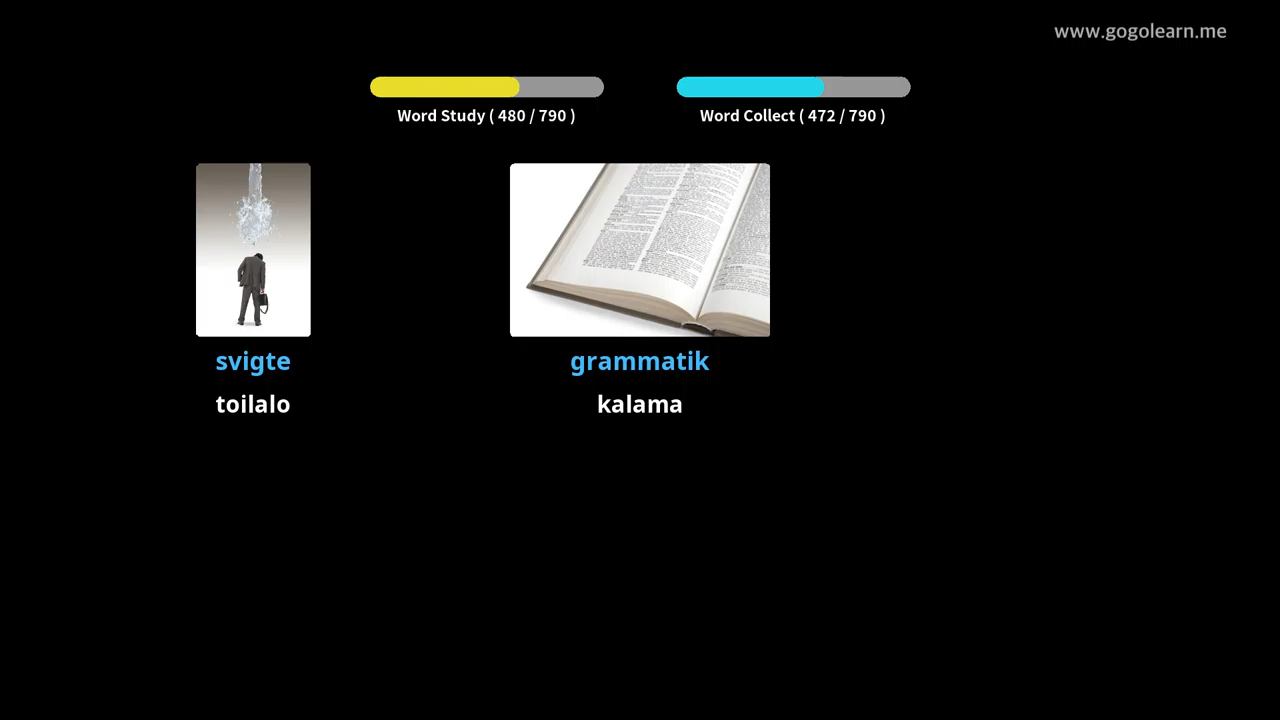 www.gogolearn.me
Word Study ( 480 / 790 )
Word Collect ( 472 / 790 )
svigte
grammatik
toilalo
kalama